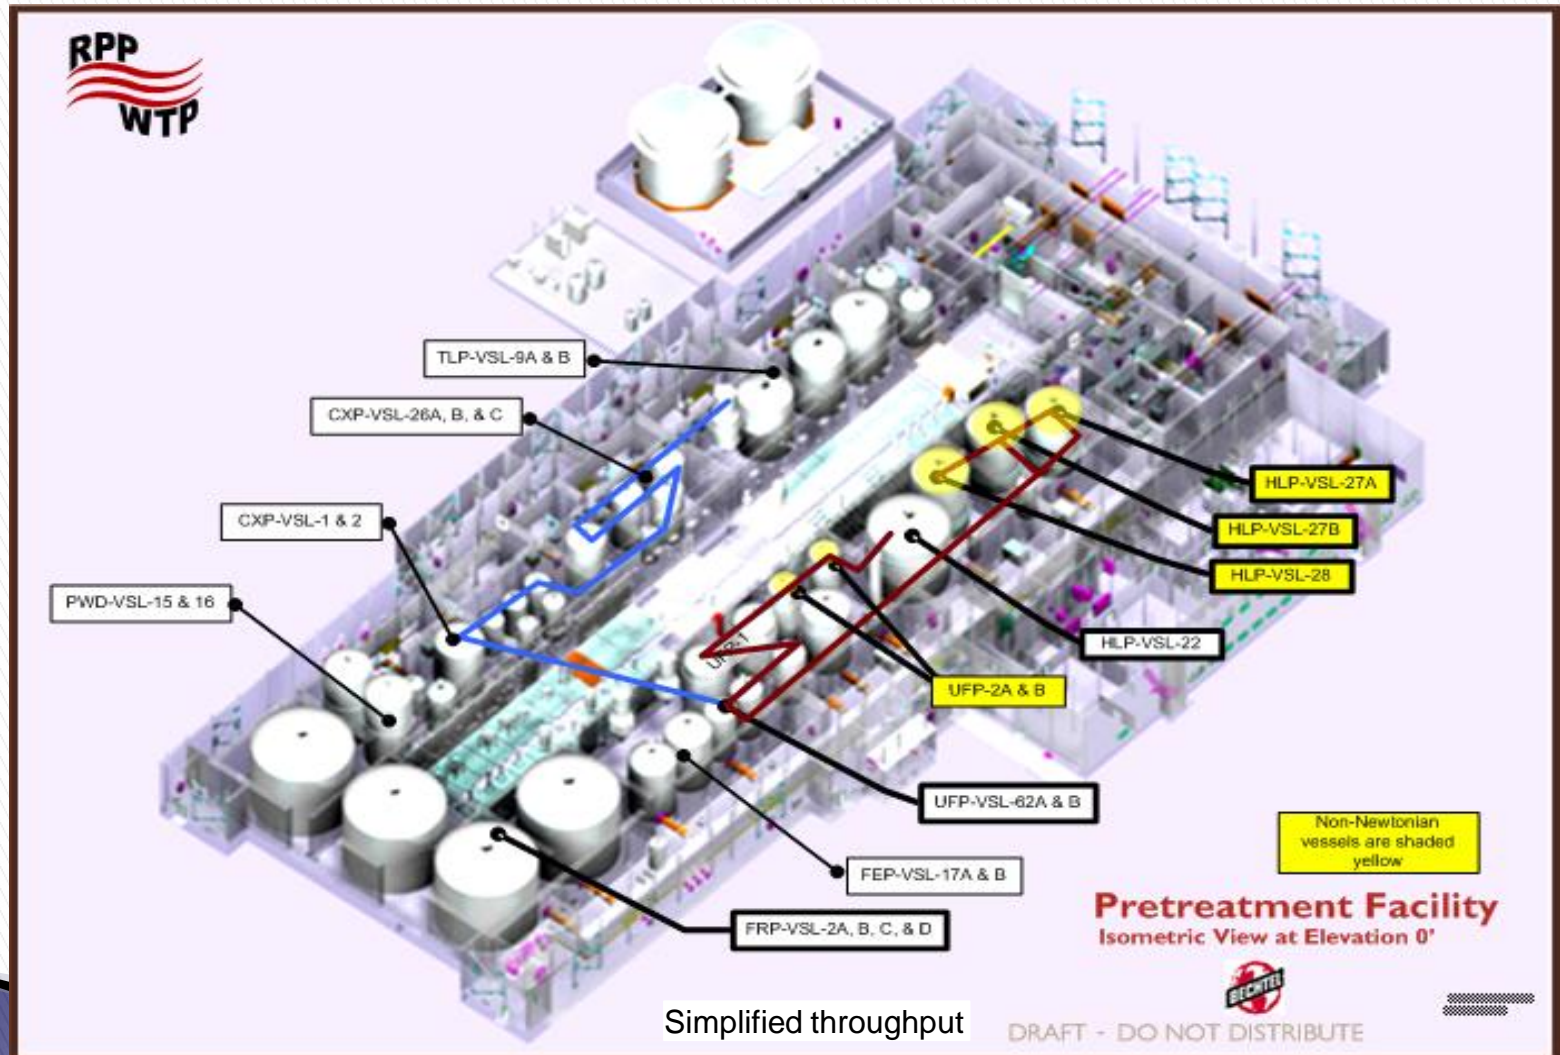 RPP
WTP
TLP-VSL-9A & B
CXP-VSL-26A, B, & C
CXP-VSL-1 & 2
PWD-VSL-15 & 16
HLP-VSL-27A
HLP-VSL-27B
HLP-VSL-28
HLP-VSL-22
UFP-2A & B
UFP-VSL-62A & B
FEP-VSL-17A & B
FRP-VSL-2A, B, C, & D
Non-Newtonian
vessels are shaded
yellow
Pretreatment Facility
Isometric View at Elevation 0'
BECHTEL
Simplified throughput
DRAFT - DO NOT DISTRIBUTE